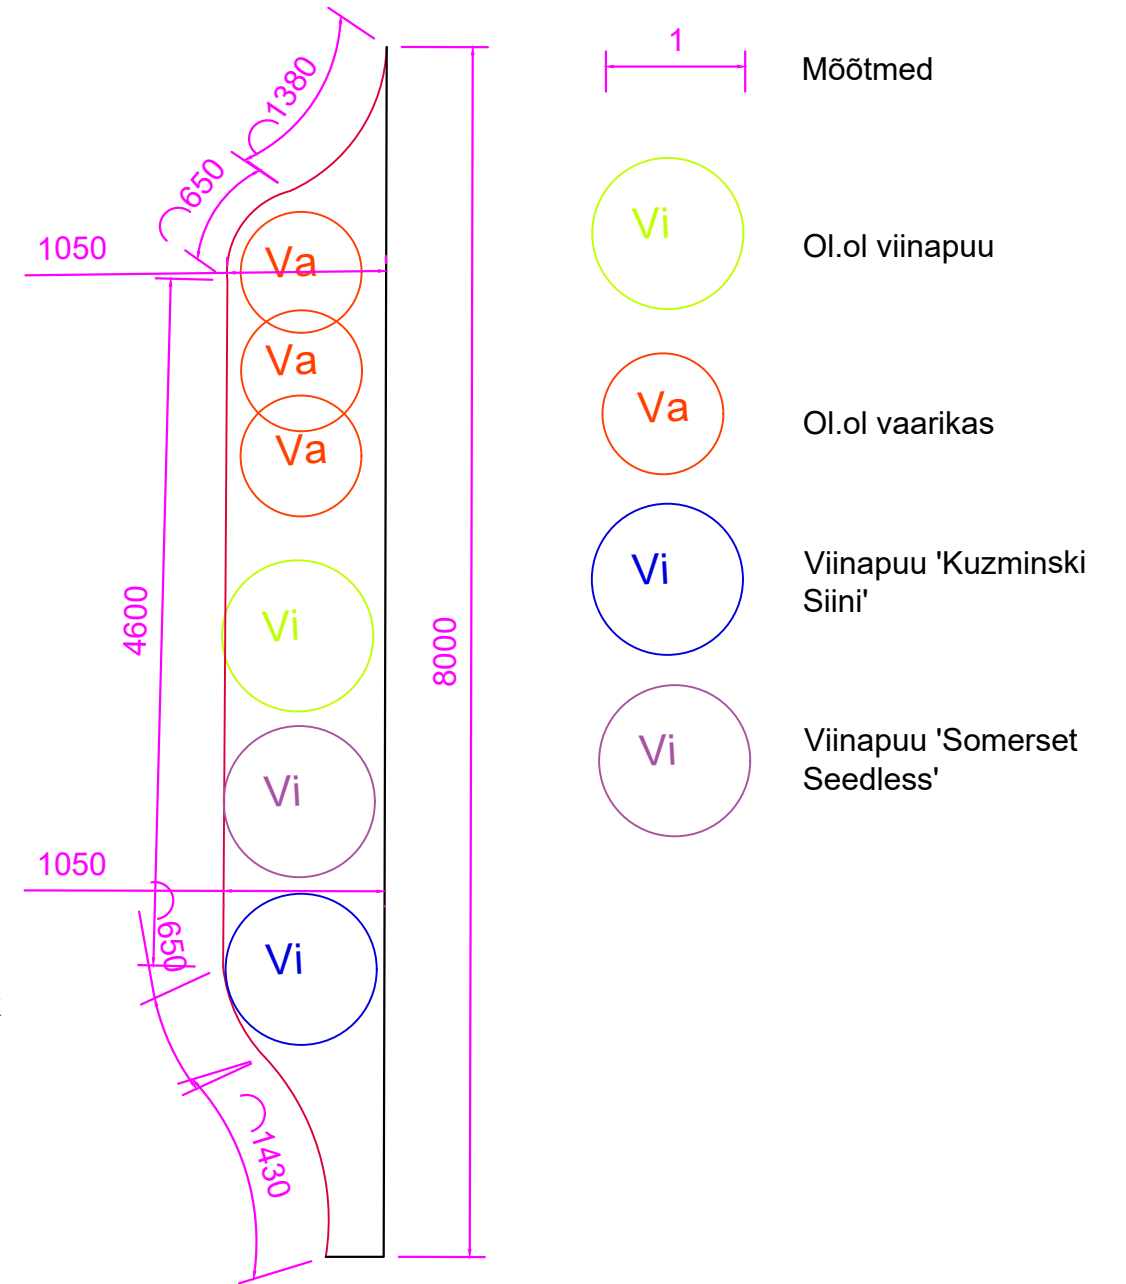 1380
650
1050
Va
Va
Va
4600
8000
Vi
Vi
1050
650
Vi
1430
1
Mõõtmed
Vi
Ol.ol viinapuu
Va
Ol.ol vaarikas
Vi
Viinapuu 'Kuzminski
Siini'
Vi
Viinapuu 'Somerset
Seedless'